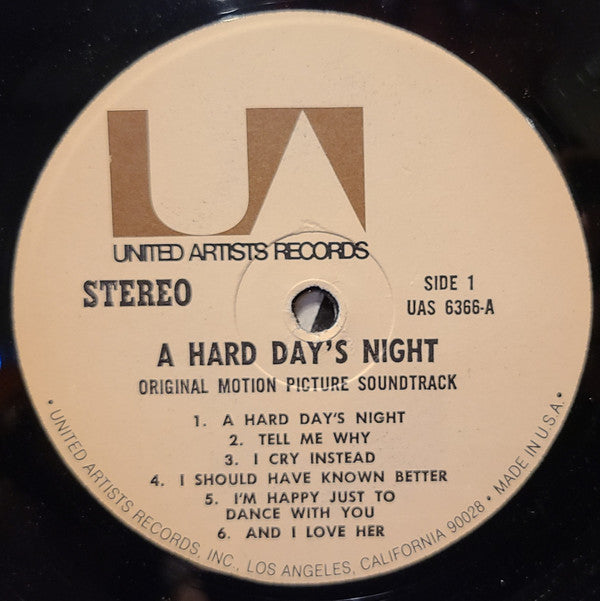 UA
UNITED ARTISTS RECORDS
STEREO
SIDE 1
UAS 6366-A
A HARD DAY'S NIGHT
ORIGINAL MOTION PICTURE SOUNDTRACK
1. A HARD DAY'S NIGHT
2. TELL ME WHY
3. I CRY INSTEAD
4. I SHOULD HAVE KNOWN BETTER
5. I'M HAPPY JUST TO
DANCE WITH YOU
6. AND I LOVE HER
• UNITED ARTISTS RECORDS, INC., LOS ANGELES, CALIFORNIA 90028 • MADE IN U.S.A. •